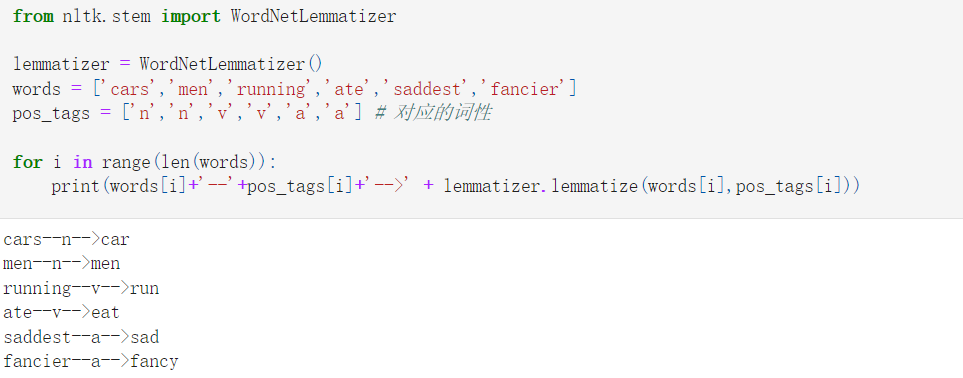 from nltk.stem import WordNetLemmatizer
lemmatizer = WordNetLemmatizer()
words = ['cars','men','running','ate','saddest','fancier']
pos_tags = ['n','n','v','v','a','a'] # 对应的词性
for i in range(len(words)):
    print(words[i]+'--'+pos_tags[i]+'-->' + lemmatizer.lemmatize(words[i],pos_tags[i]))
cars--n-->car
men--n-->men
running--v-->run
ate--v-->eat
saddest--a-->sad
fancier--a-->fancy